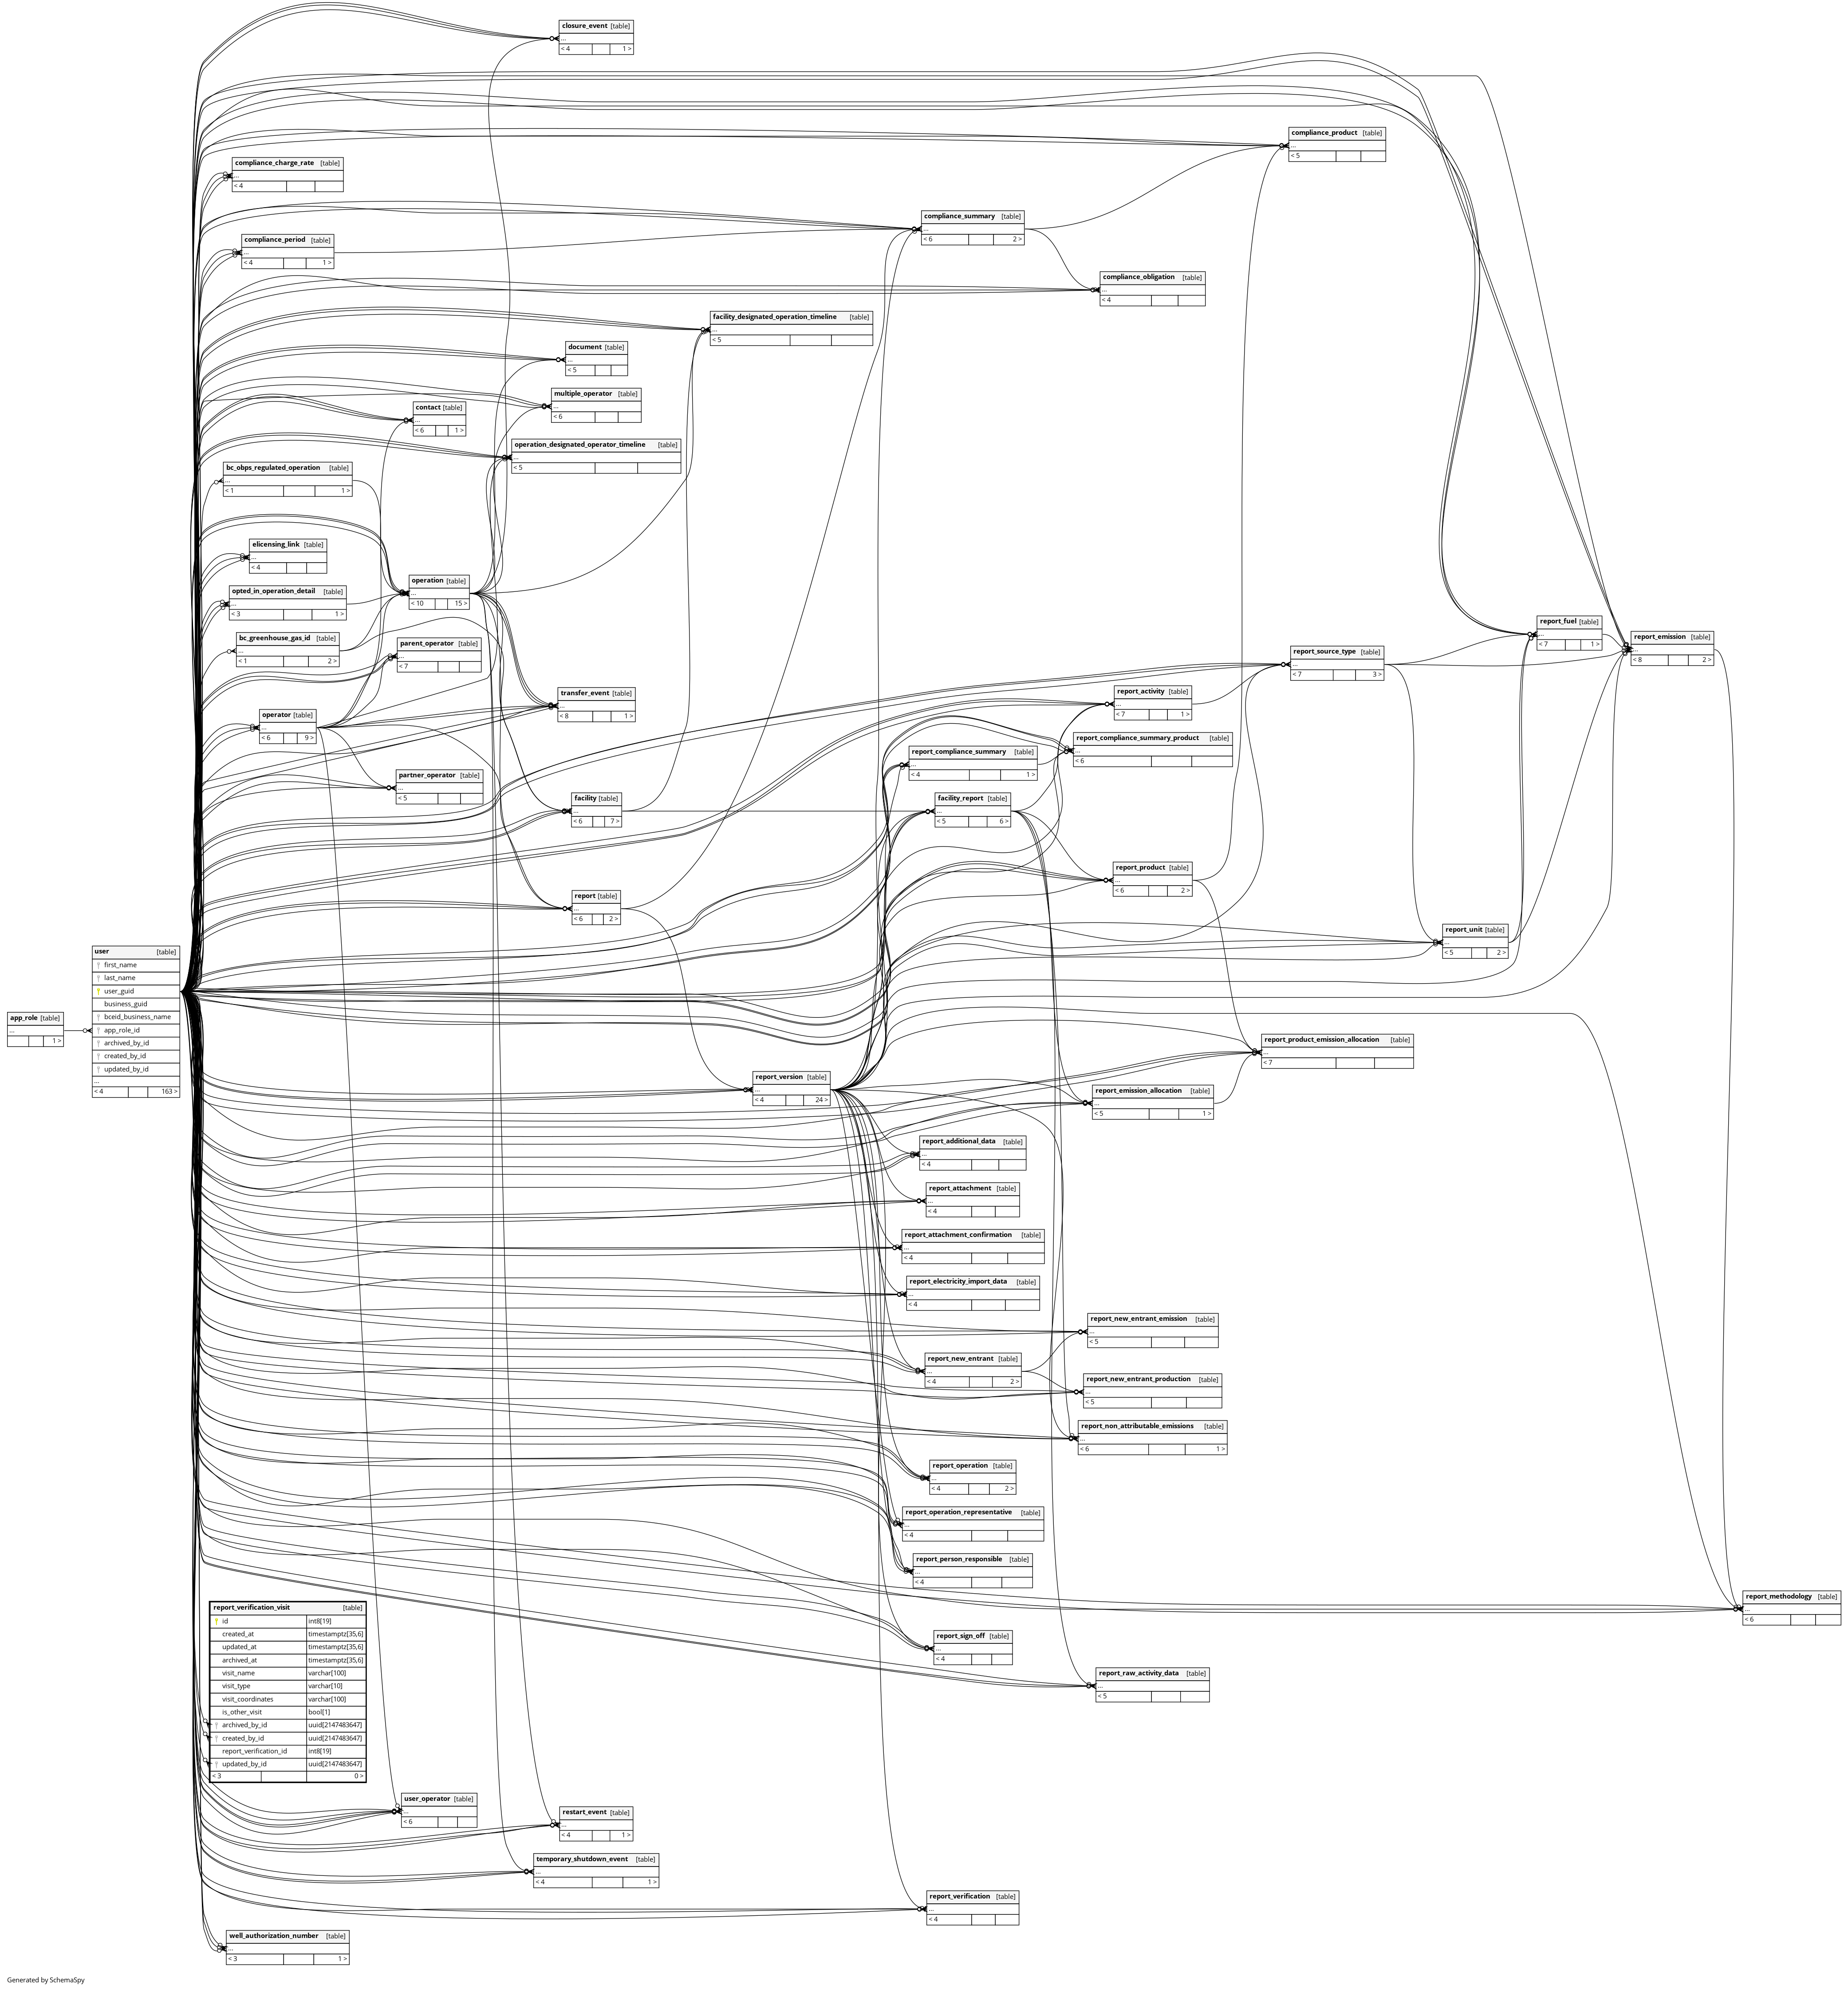 closure_event [table]
...
< 4 1 >
compliance_product [table]
...
< 5
compliance_charge_rate [table]
...
< 4
compliance_summary [table]
...
< 6 2 >
compliance_period [table]
...
< 4 1 >
compliance_obligation [table]
...
< 4
facility_designated_operation_timeline [table]
...
< 5
document [table]
...
< 5
multiple_operator [table]
...
< 6
contact [table]
...
< 6 1 >
operation_designated_operator_timeline [table]
...
< 5
bc_obps_regulated_operation [table]
...
< 1 1 >
elicensing_link [table]
...
< 4
operation [table]
...
< 10 15 >
opted_in_operation_detail [table]
...
< 3 1 >
bc_greenhouse_gas_id [table]
...
< 1 2 >
parent_operator [table]
...
< 7
report_fuel [table]
...
< 7 1 >
report_emission [table]
...
< 8 2 >
report_source_type [table]
...
< 7 3 >
transfer_event [table]
...
< 8 1 >
report_activity [table]
...
< 7 1 >
operator [table]
...
< 6 9 >
report_compliance_summary_product [table]
...
< 6
report_compliance_summary [table]
...
< 4 1 >
partner_operator [table]
...
< 5
facility [table]
...
< 6 7 >
facility_report [table]
...
< 5 6 >
report_product [table]
...
< 6 2 >
report [table]
...
< 6 2 >
report_unit [table]
...
< 5 2 >
user [table]
first_name
last_name
user_guid
business_guid
bceid_business_name
app_role_id
archived_by_id
created_by_id
updated_by_id
...
< 4 163 >
app_role [table]
...
1 >
report_product_emission_allocation [table]
...
< 7
report_version [table]
...
< 4 24 >
report_emission_allocation [table]
...
< 5 1 >
report_additional_data [table]
...
< 4
report_attachment [table]
...
< 4
report_attachment_confirmation [table]
...
< 4
report_electricity_import_data [table]
...
< 4
report_new_entrant_emission [table]
...
< 5
report_new_entrant [table]
...
< 4 2 >
report_new_entrant_production [table]
...
< 5
report_non_attributable_emissions [table]
...
< 6 1 >
report_operation [table]
...
< 4 2 >
report_operation_representative [table]
...
< 4
report_person_responsible [table]
...
< 4
report_methodology [table]
...
< 6
report_verification_visit [table]
id int8[19]
created_at timestamptz[35,6]
updated_at timestamptz[35,6]
archived_at timestamptz[35,6]
visit_name varchar[100]
visit_type varchar[10]
visit_coordinates varchar[100]
is_other_visit bool[1]
archived_by_id uuid[2147483647]
created_by_id uuid[2147483647]
report_verification_id int8[19]
updated_by_id uuid[2147483647]
< 3 0 >
report_sign_off [table]
...
< 4
report_raw_activity_data [table]
...
< 5
user_operator [table]
...
< 6
restart_event [table]
...
< 4 1 >
temporary_shutdown_event [table]
...
< 4 1 >
report_verification [table]
...
< 4
well_authorization_number [table]
...
< 3 1 >
Generated by SchemaSpy